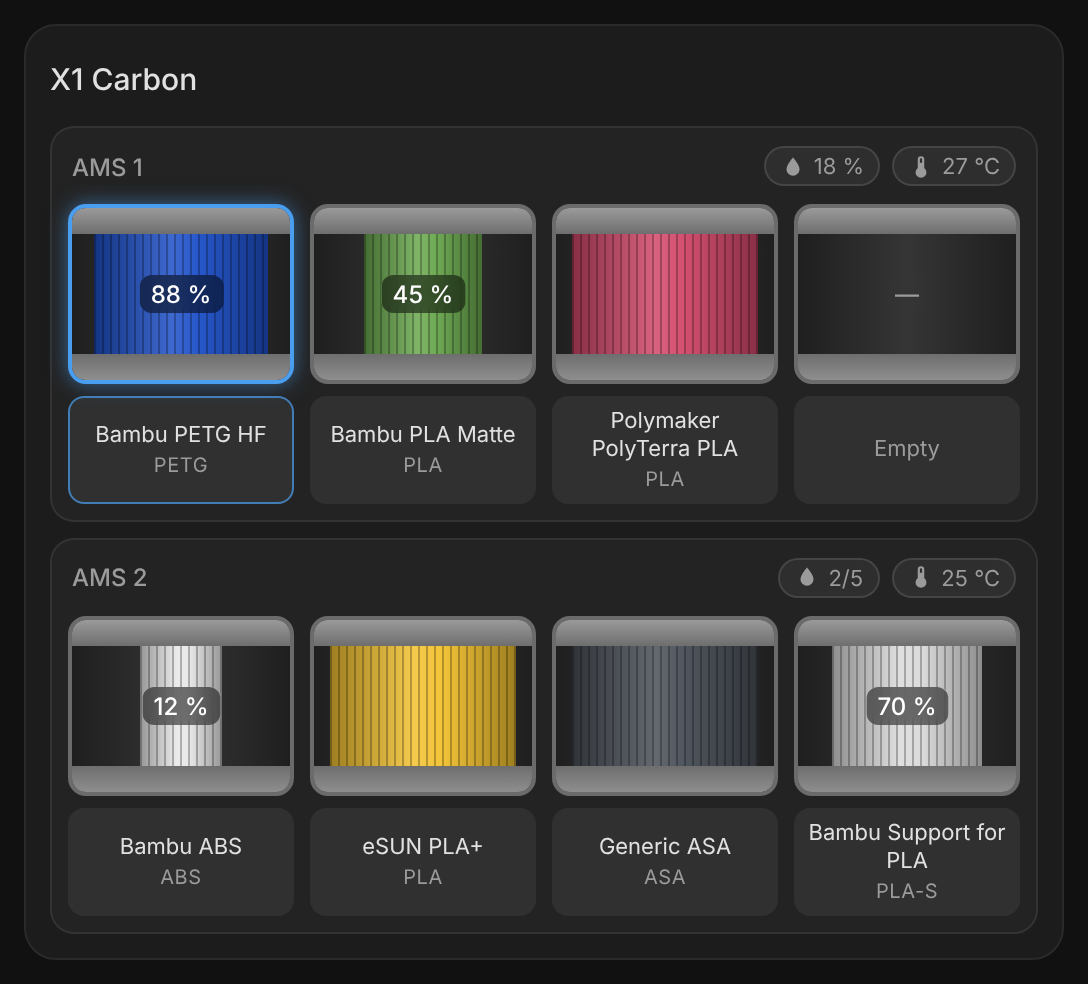 X1 Carbon
AMS 1
18 %
27 °C
88 %
45 %
—
Bambu PETG HF
PETG
Bambu PLA Matte
PLA
Polymaker
PolyTerra PLA
PLA
Empty
AMS 2
2/5
25 °C
12 %
70 %
Bambu ABS
ABS
eSUN PLA+
PLA
Generic ASA
ASA
Bambu Support for
PLA
PLA-S